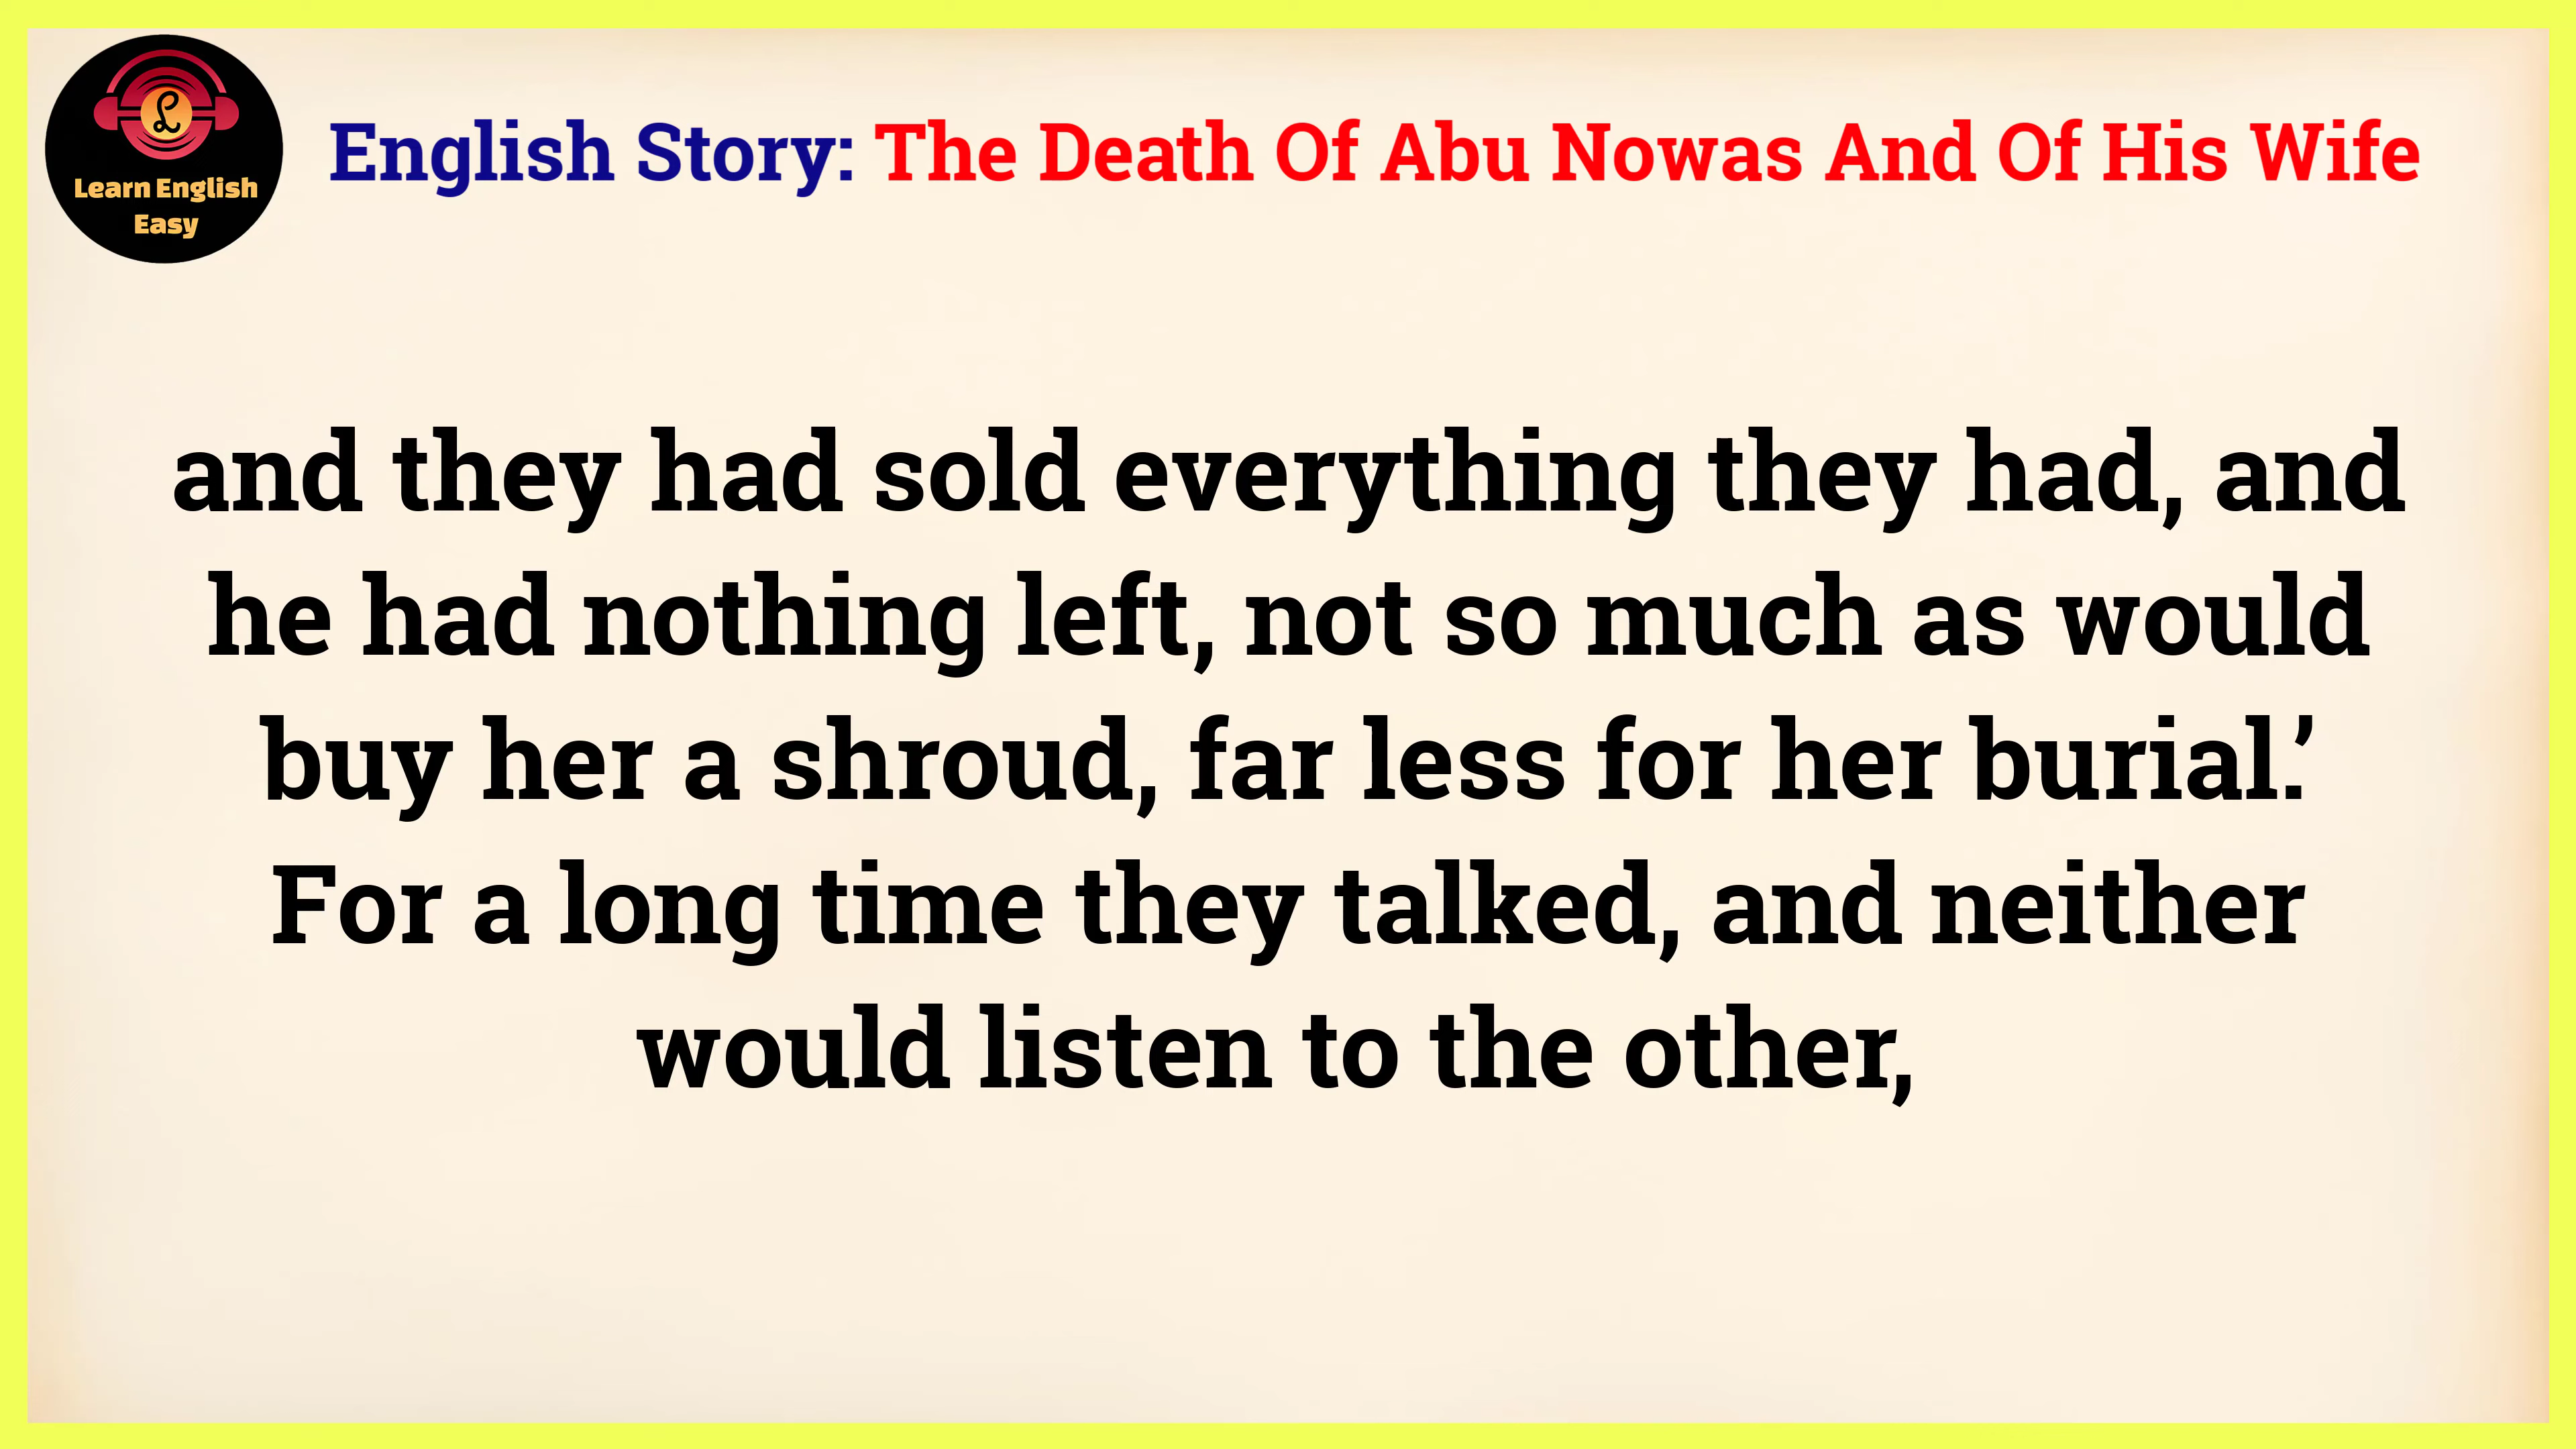 Learn English
Easy
English Story: The Death Of Abu Nowas And Of His Wife
and they had sold everything they had, and
he had nothing left, not so much as would
buy her a shroud, far less for her burial.’
For a long time they talked, and neither
would listen to the other,